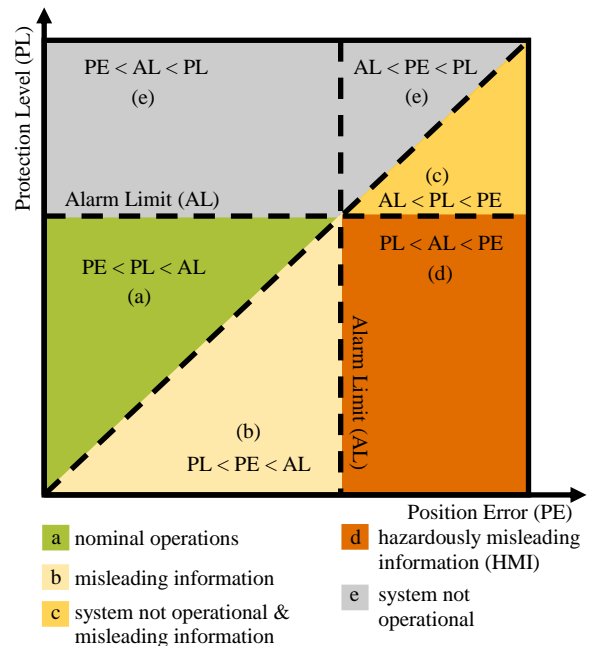 Protection Level (PL)
PE < AL < PL
(e)
AL < PE < PL
(e)
(c)
AL < PL < PE
Alarm Limit (AL)
PE < PL < AL
(a)
PL < AL < PE
(d)
Alarm Limit (AL)
(b)
PL < PE < AL
Position Error (PE)
a nominal operations
b misleading information
c system not operational &
misleading information
d hazardously misleading
information (HMI)
e system not
operational